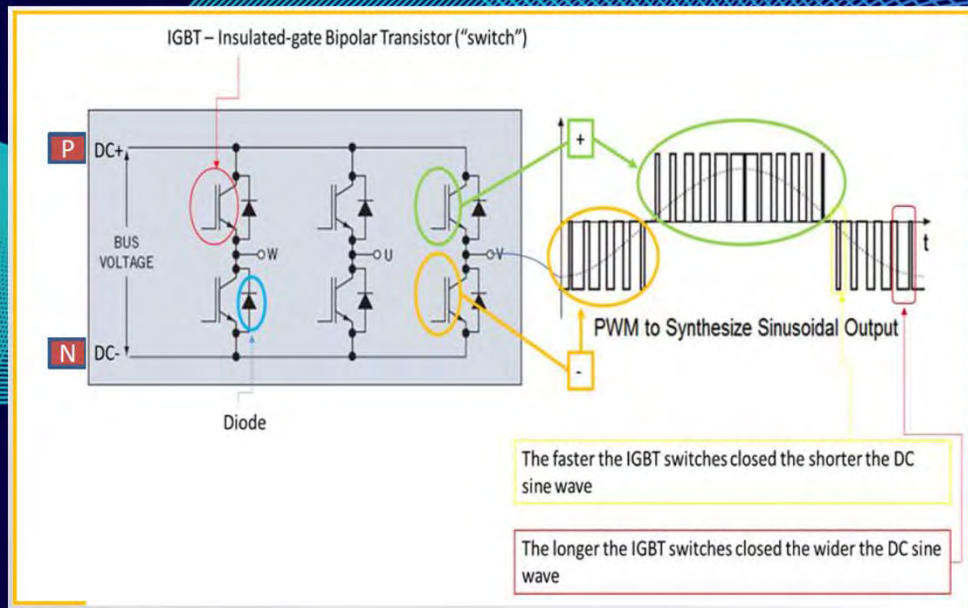 IGBT – Insulated-gate Bipolar Transistor (“switch”)
P
DC+
BUS
VOLTAGE
W
U
V
N
DC-
Diode
+
-
t
PWM to Synthesize Sinusoidal Output
The faster the IGBT switches closed the shorter the DC
sine wave
The longer the IGBT switches closed the wider the DC sine
wave